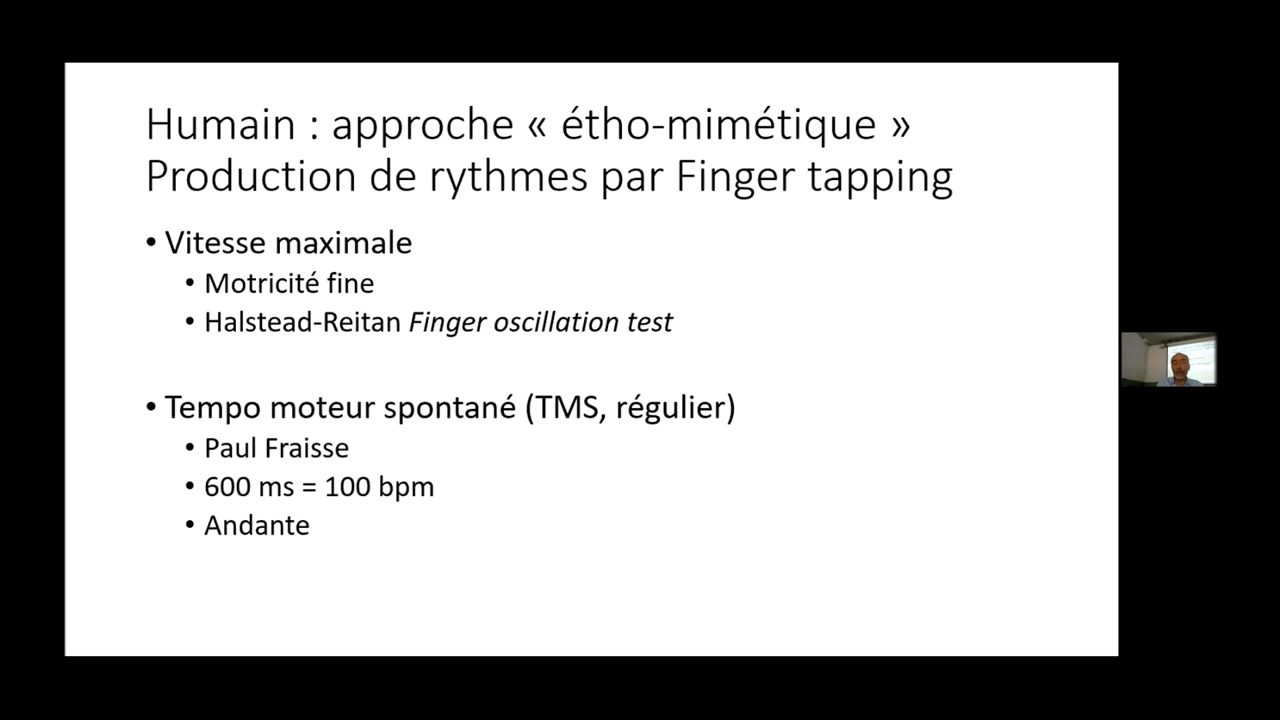 Humain : approche « étho-mimétique »
Production de rythmes par Finger tapping
• Vitesse maximale
• Motricité fine
• Halstead-Reitan Finger oscillation test
• Tempo moteur spontané (TMS, régulier)
• Paul Fraisse
• 600 ms = 100 bpm
• Andante